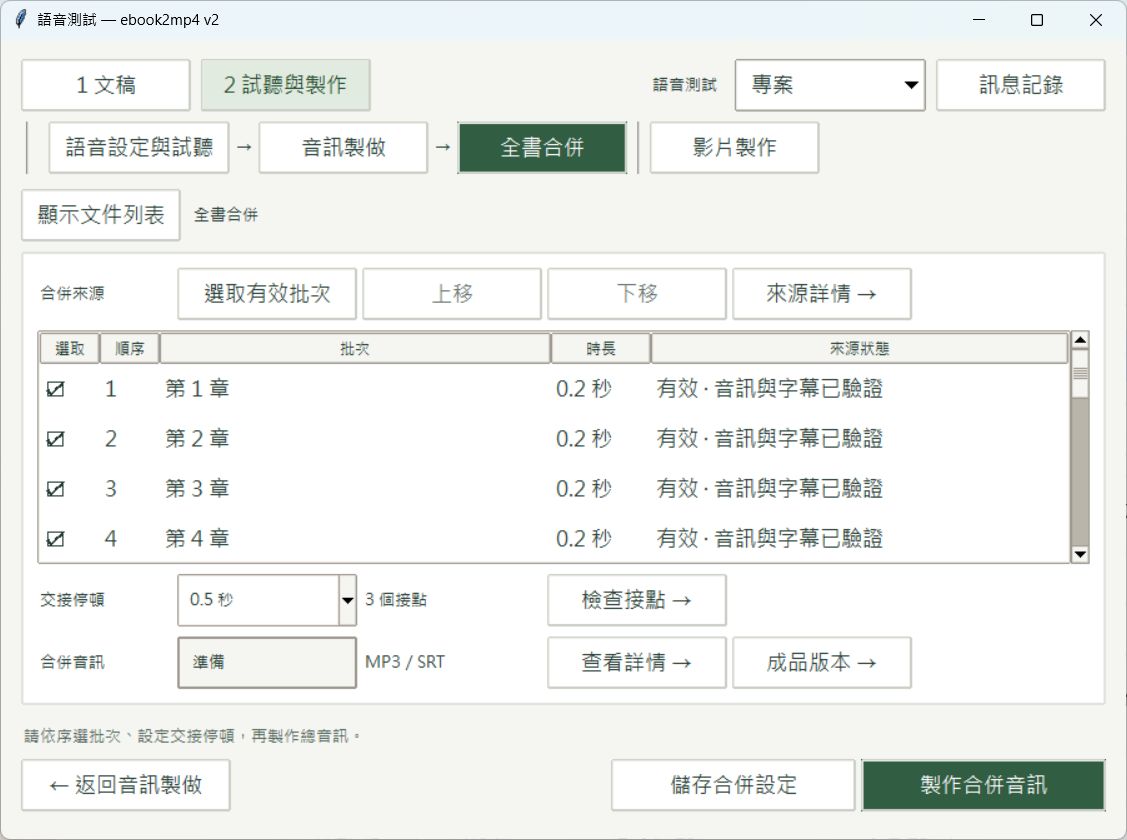 語音測試 — ebook2mp4 v2
1 文稿 2 試聽與製作 語音測試 專案 訊息記錄
語音設定與試聽 → 音訊製做 → 全書合併 影片製作
顯示文件列表 全書合併
合併來源 選取有效批次 上移 下移 來源詳情 →
選取 順序 批次 時長 來源狀態
1 第 1 章 0.2 秒 有效 · 音訊與字幕已驗證
2 第 2 章 0.2 秒 有效 · 音訊與字幕已驗證
3 第 3 章 0.2 秒 有效 · 音訊與字幕已驗證
4 第 4 章 0.2 秒 有效 · 音訊與字幕已驗證
交接停頓 0.5 秒 3 個接點 檢查接點 →
合併音訊 準備 MP3 / SRT 查看詳情 → 成品版本 →
請依序選批次、設定交接停頓，再製作總音訊。
← 返回音訊製做 儲存合併設定 製作合併音訊